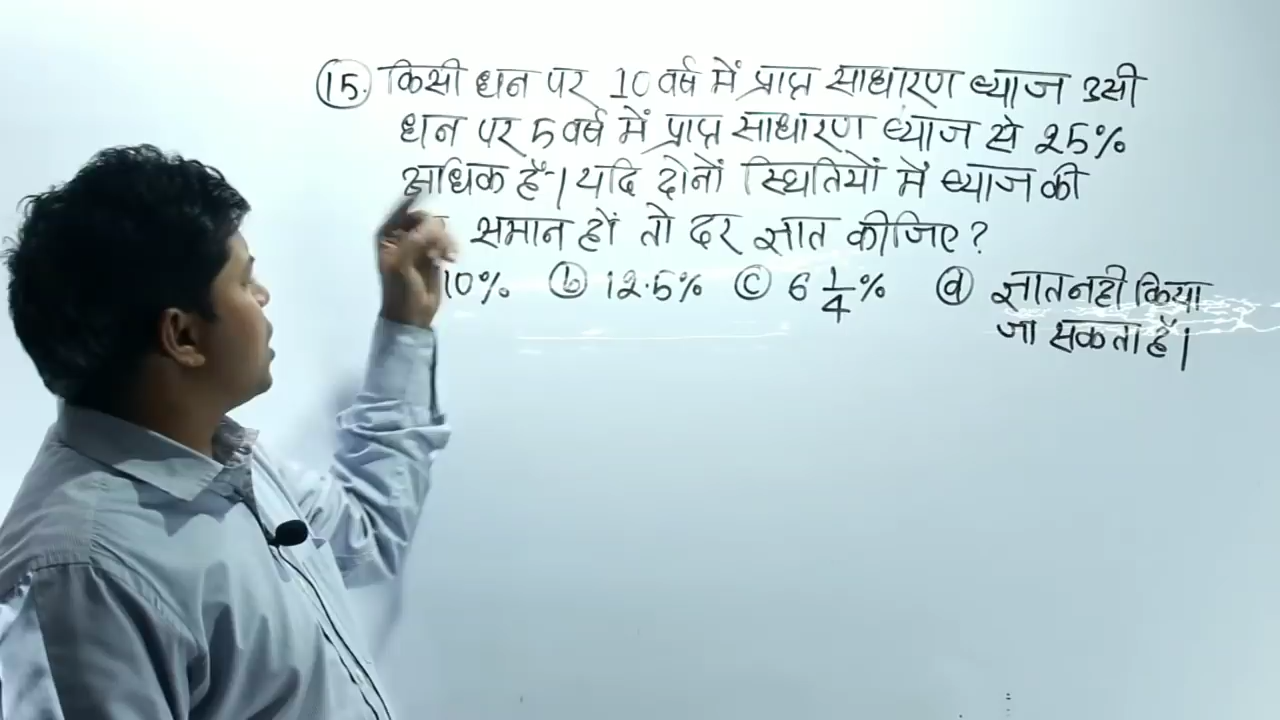 15. किसी धन पर 10 वर्ष में प्राप्त साधारण ब्याज उसी
धन पर 5 वर्ष में प्राप्त साधारण ब्याज से 25%
अधिक है। यदि दोनों स्थितियों में ब्याज की
समान हों तो दर ज्ञात कीजिए?
10% b 12.5% c 6 1/4% d ज्ञात नही किया
जा सकता है।